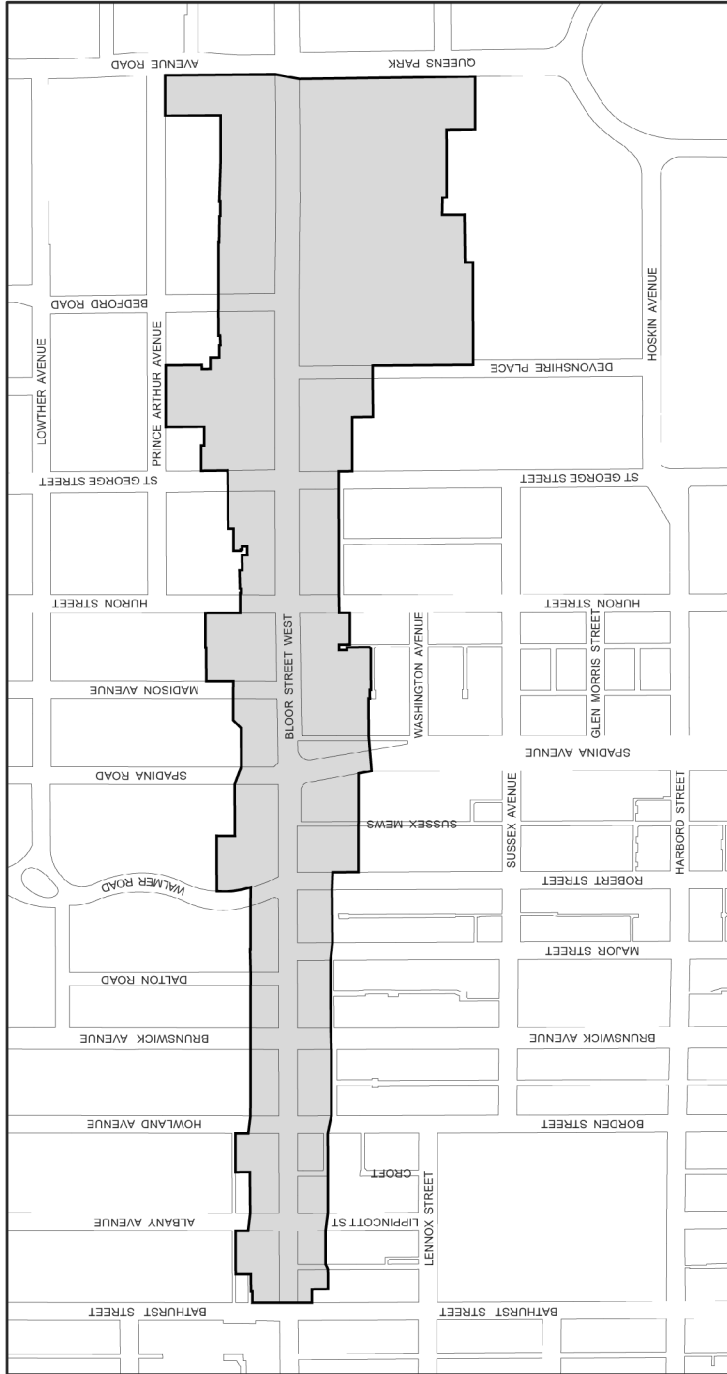 AVENUE ROAD
QUEENS PARK
BEDFORD ROAD
LOWTHER AVENUE
PRINCE ARTHUR AVENUE
HOSKIN AVENUE
DEVONSHIRE PLACE
ST GEORGE STREET
ST GEORGE STREET
HURON STREET
HURON STREET
BLOOR STREET WEST
WASHINGTON AVENUE
GLEN MORRIS STREET
MADISON AVENUE
SPADINA AVENUE
SPADINA ROAD
SUSSEX MEWS
SUSSEX AVENUE
HARBORD STREET
WALMER ROAD
ROBERT STREET
MAJOR STREET
DALTON ROAD
BRUNSWICK AVENUE
BRUNSWICK AVENUE
HOWLAND AVENUE
BORDEN STREET
CROFT
LENNOX STREET
ALBANY AVENUE
LIPPINCOTT ST
BATHURST STREET
BATHURST STREET